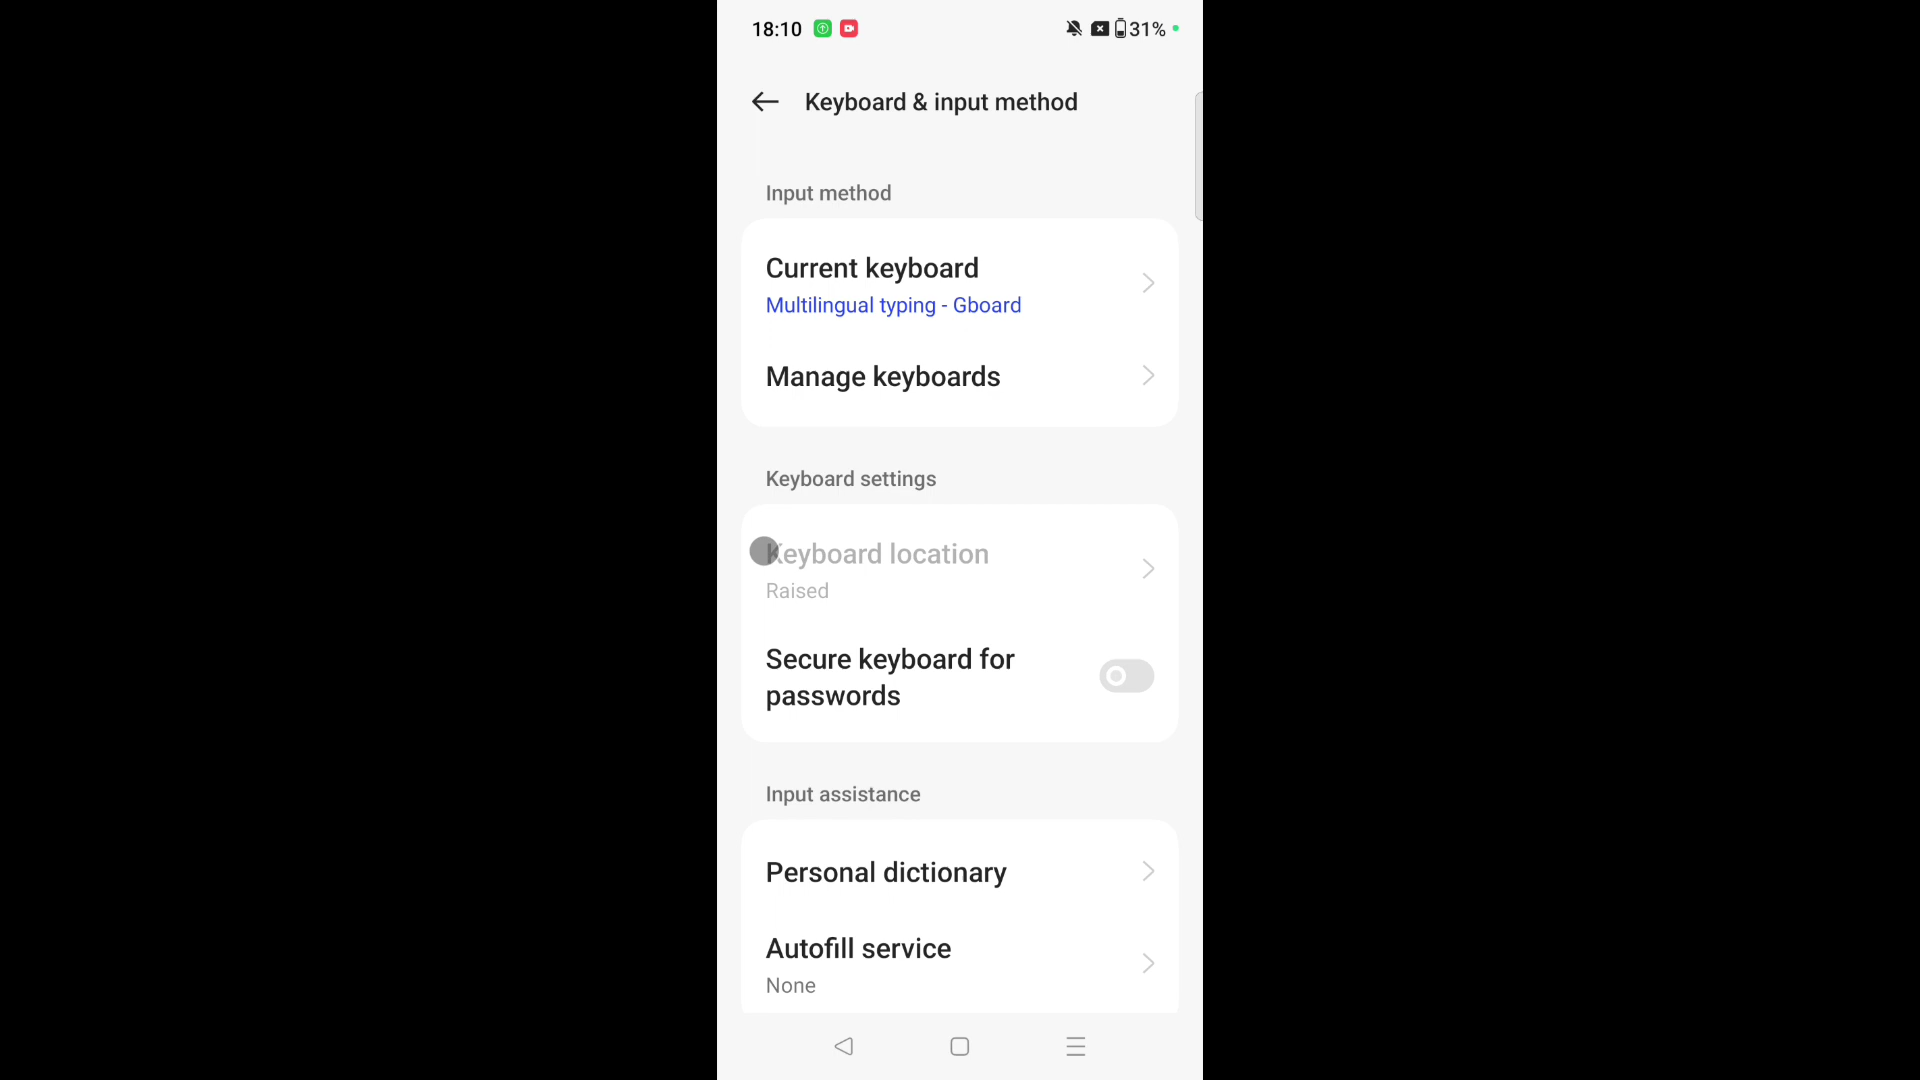 18:10
31%
Keyboard & input method
Input method
Current keyboard
Multilingual typing - Gboard
Manage keyboards
Keyboard settings
Keyboard location
Raised
Secure keyboard for
passwords
Input assistance
Personal dictionary
Autofill service
None